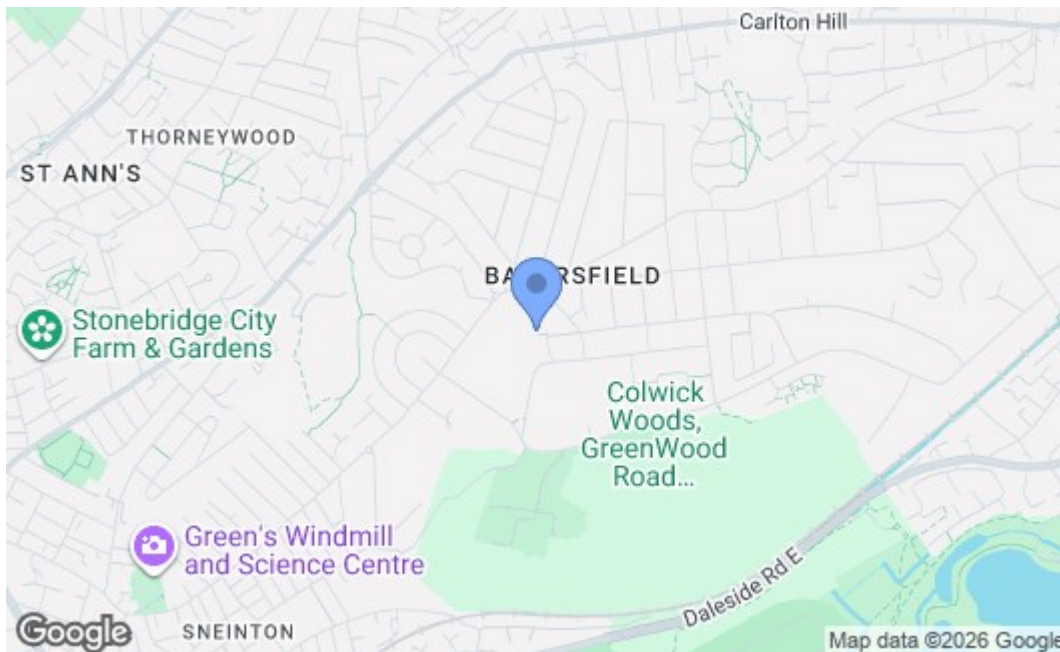 Carlton Hill
THORNEYWOOD
ST ANN'S
Stonebridge City
Farm & Gardens
Colwick
Woods,
GreenWood
Road...
Green's Windmill
and Science Centre
Daleside Rd E
SNEINTON
Google
Map data ©2026 Google